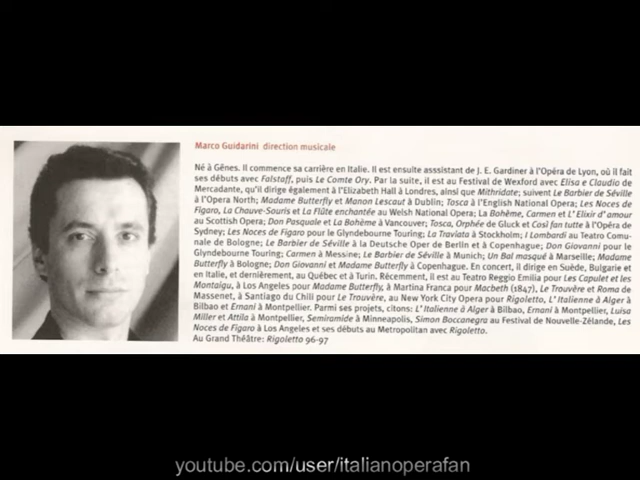 Marco Guidarini direction musicale
Né à Gênes. Il commence sa carrière en Italie. Il est ensuite asssistant de J. E. Gardiner à l'Opéra de Lyon, où il fait
ses débuts avec Falstaff, puis Le Comte Ory. Par la suite, il est au Festival de Wexford avec Elisa e Claudio de
Mercadante, qu'il dirige également à l'Elizabeth Hall à Londres, ainsi que Mithridate; suivent Le Barbier de Séville
à l'Opera North; Madame Butterfly et Manon Lescaut à Dublin; Tosca à l'English National Opera; Les Noces de
Figaro, La Chauve-Souris et La Flûte enchantée au Welsh National Opera; La Bohème, Carmen et L' Elixir d'amour
au Scottish Opera; Don Pasquale et La Bohème à Vancouver; Tosca, Orphée de Gluck et Così fan tutte à l'Opéra de
Sydney; Les Noces de Figaro pour le Glyndebourne Touring; La Traviata à Stockholm; I Lombardi au Teatro Comu-
nale de Bologne; Le Barbier de Séville à la Deutsche Oper de Berlin et à Copenhague; Don Giovanni pour le
Glyndebourne Touring; Carmen à Messine; Le Barbier de Séville à Munich; Un Bal masqué à Marseille; Madame
Butterfly à Bologne; Don Giovanni et Madame Butterfly à Copenhague. En concert, il dirige en Suède, Bulgarie et
en Italie, et dernièrement, au Québec et à Turin. Récemment, il est au Teatro Reggio Emilia pour Les Capulet et les
Montaigu, à Los Angeles pour Madame Butterfly, à Martina Franca pour Macbeth (1847), Le Trouvère et Roma de
Massenet, à Santiago du Chili pour Le Trouvère, au New York City Opera pour Rigoletto, L' Italienne à Alger à
Bilbao et Ernani à Montpellier. Parmi ses projets, citons: L' Italienne à Alger à Bilbao, Ernani à Montpellier, Luisa
Miller et Attila à Montpellier, Semiramide à Minneapolis, Simon Boccanegra au Festival de Nouvelle-Zélande, Les
Noces de Figaro à Los Angeles et ses débuts au Metropolitan avec Rigoletto.
Au Grand Théâtre: Rigoletto 96-97
youtube.com/user/italianoperafan